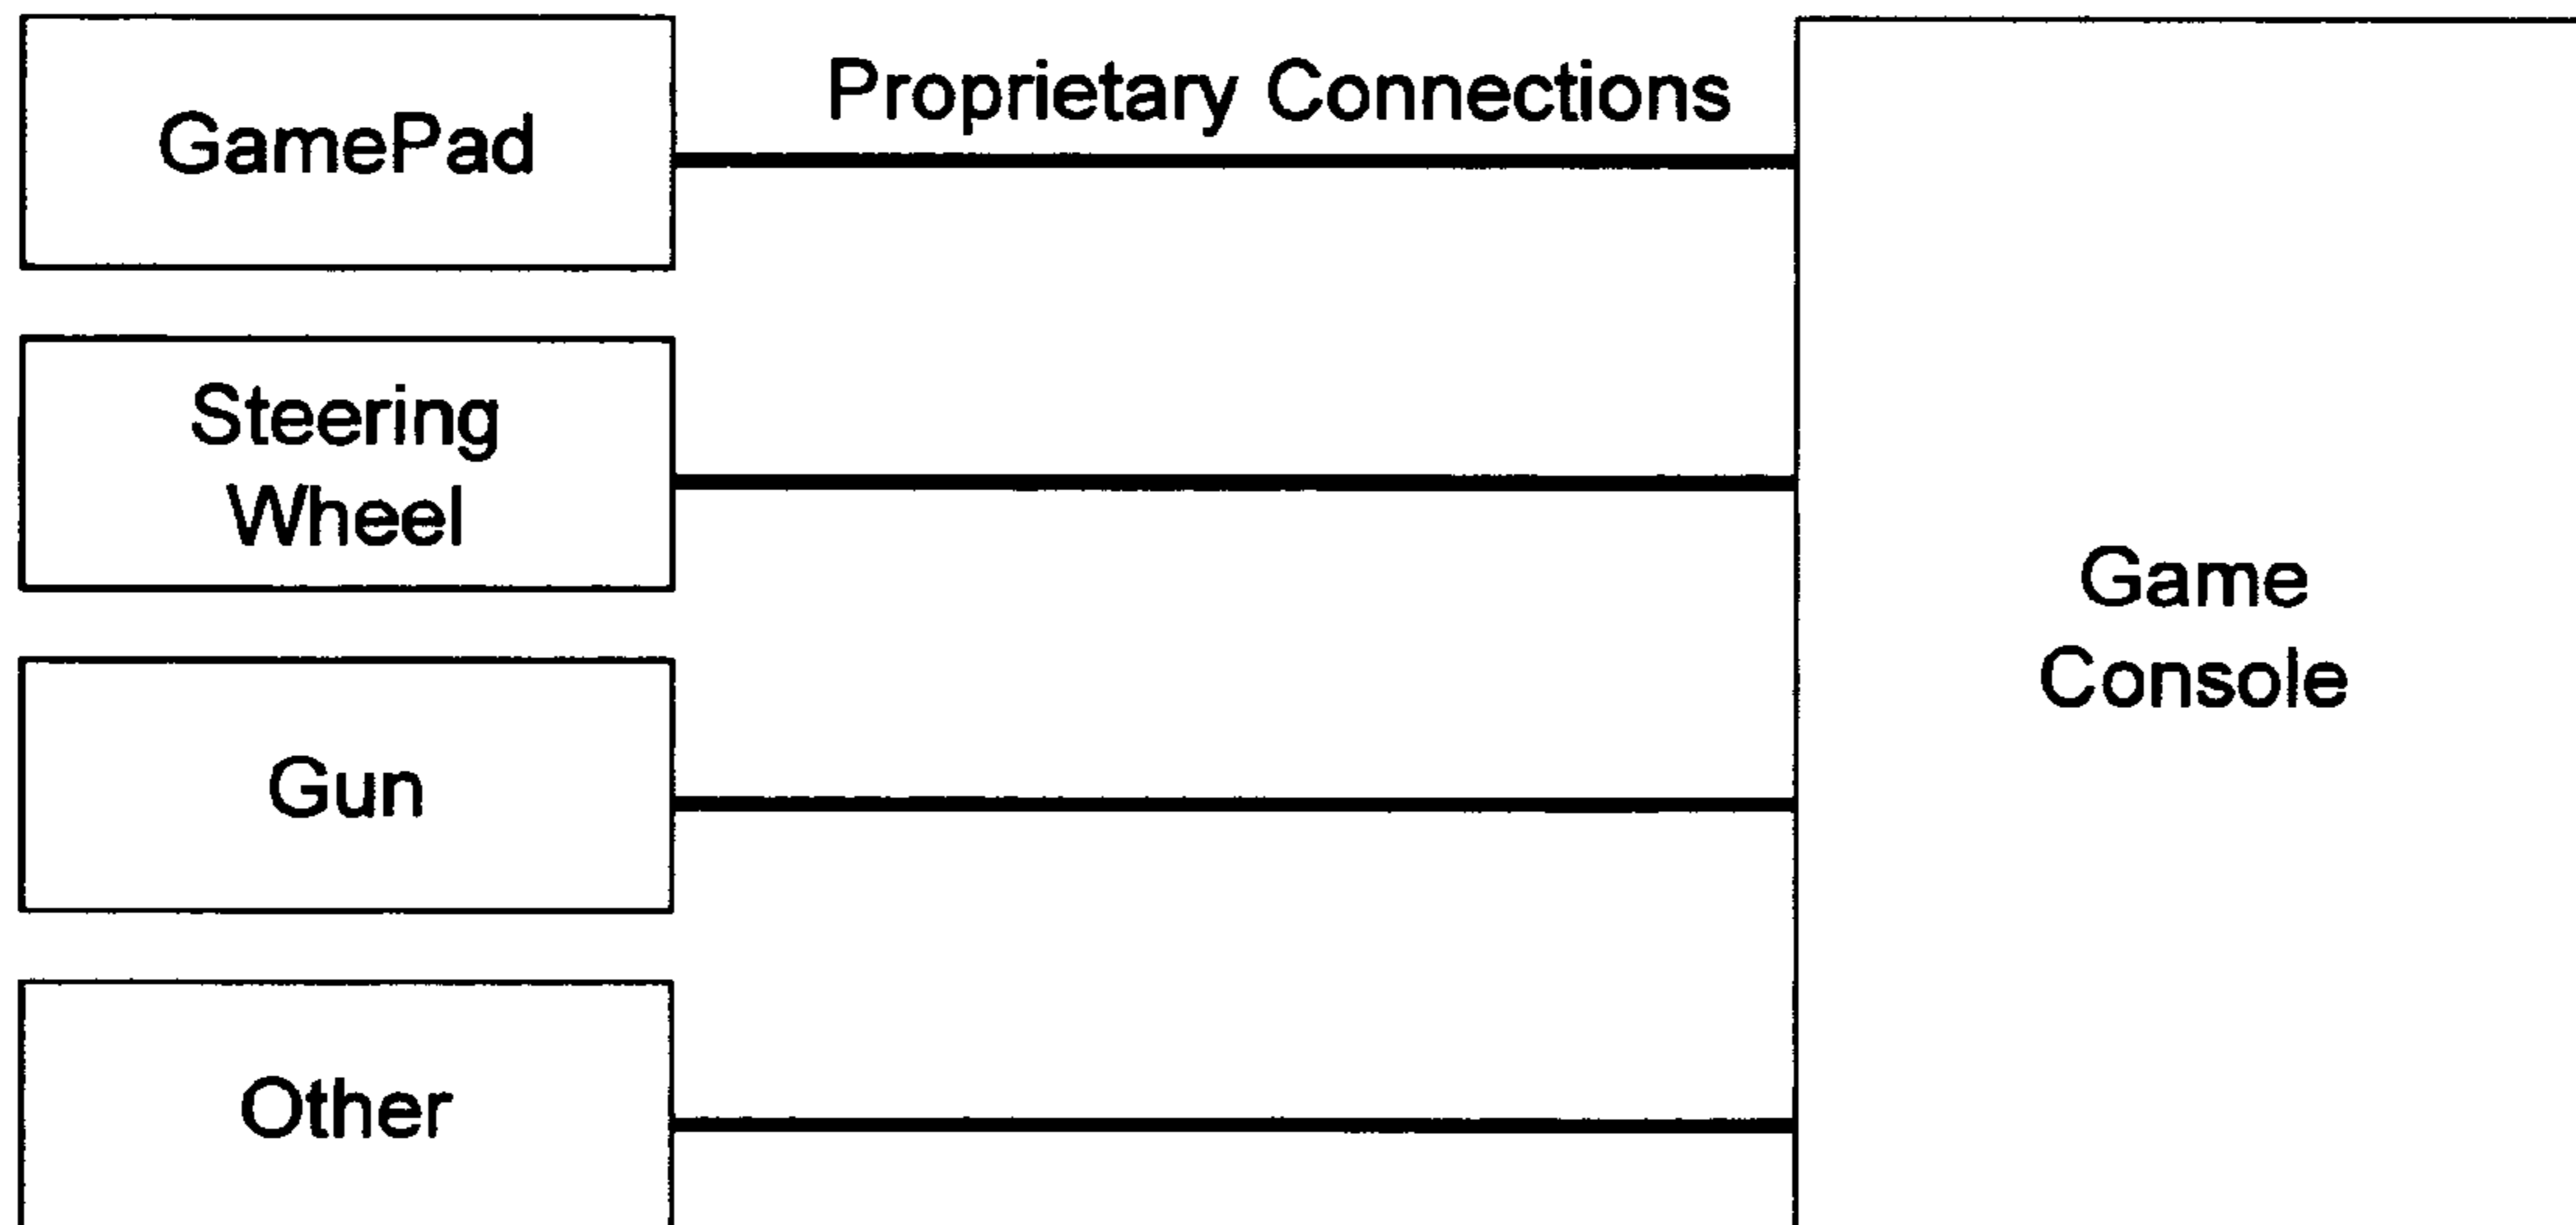 GamePad
Proprietary Connections
Steering
Wheel
Gun
Other
Game
Console